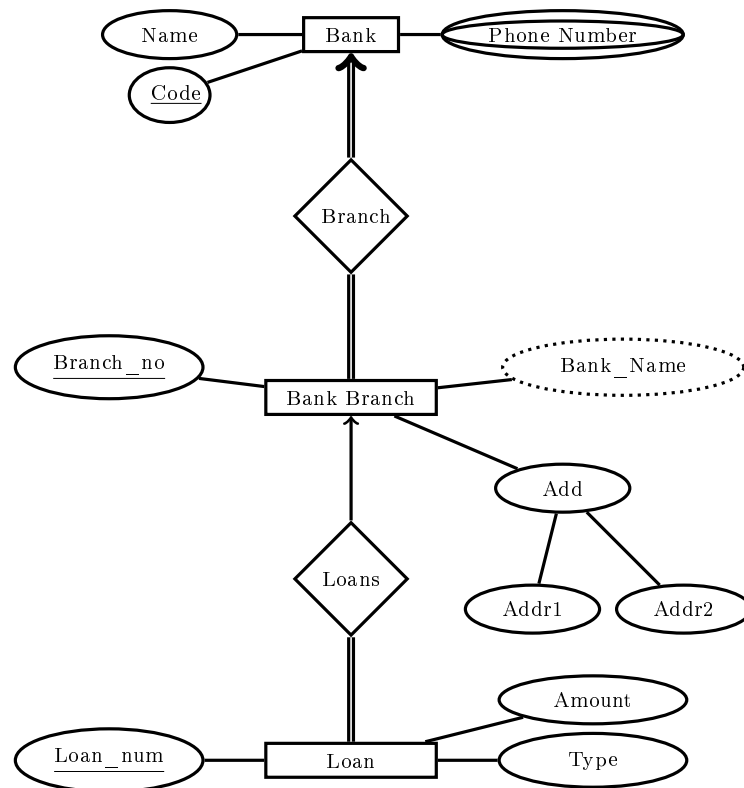 Name
Bank
Phone Number
Code
Branch
Branch_no
Bank_Name
Bank Branch
Add
Loans
Addr1
Addr2
Amount
Loan_num
Loan
Type